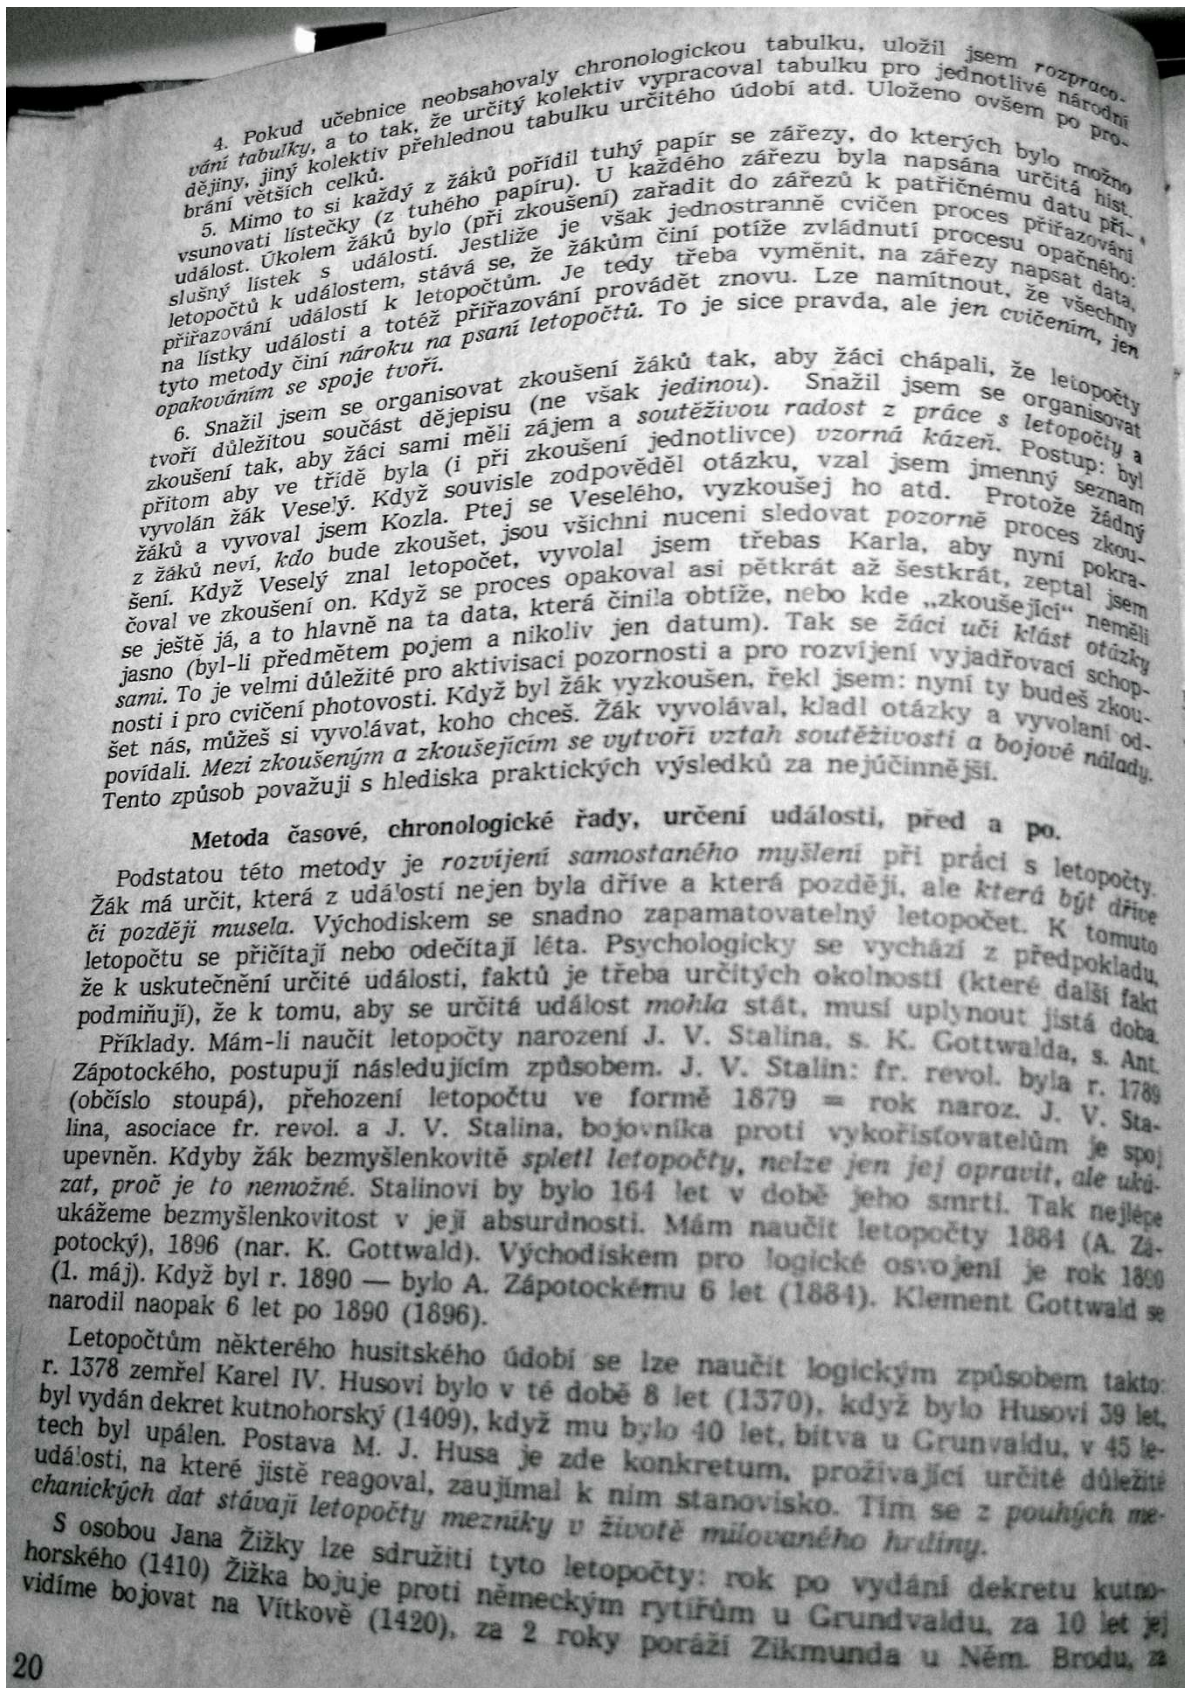 4. Pokud učebnice neobsahovaly chronologickou tabulku, uložil jsem rozpraco-
vání tabulky, a to tak, že určitý kolektiv vypracoval tabulku pro jednotlivé národní
dějiny, jiný kolektiv přehlednou tabulku určitého údobí atd. Uloženo ovšem po pro-
brání větších celků.
5. Mimo to si každý z žáků pořídil tuhý papír se zářezy, do kterých bylo možno
vsunovati lístečky (z tuhého papíru). U každého zářezu byla napsána určitá hist.
událost. Úkolem žáků bylo (při zkoušení) zařadit do zářezů k patřičnému datu pří-
slušný lístek s událostí. Jestliže je však jednostranně cvičen proces přiřazování
letopočtů k událostem, stává se, že žákům činí potíže zvládnutí procesu opačného:
přiřazování událostí k letopočtům. Je tedy třeba vyměnit, na zářezy napsat data,
na lístky události a totéž přiřazování provádět znovu. Lze namítnout, že všechny
tyto metody činí nároku na psaní letopočtů. To je sice pravda, ale jen cvičením, jen
opakováním se spoje tvoří.
6. Snažil jsem se organisovat zkoušení žáků tak, aby žáci chápali, že letopočty
tvoří důležitou součást dějepisu (ne však jedinou). Snažil jsem se organisovat
zkoušení tak, aby žáci sami měli zájem a soutěživou radost z práce s letopočty a
přitom aby ve třídě byla (i při zkoušení jednotlivce) vzorná kázeň. Postup: byl
vyvolán žák Veselý. Když souvisle zodpověděl otázku, vzal jsem jmenný seznam
žáků a vyvoval jsem Kozla. Ptej se Veselého, vyzkoušej ho atd. Protože žádný
z žáků neví, kdo bude zkoušet, jsou všichni nuceni sledovat pozorně proces zkou-
šení. Když Veselý znal letopočet, vyvolal jsem třebas Karla, aby nyní pokra-
čoval ve zkoušení on. Když se proces opakoval asi pětkrát až šestkrát, zeptal jsem
se ještě já, a to hlavně na ta data, která činila obtíže, nebo kde „zkoušející“ neměli
jasno (byl-li předmětem pojem a nikoliv jen datum). Tak se žáci učí klást otázky
sami. To je velmi důležité pro aktivisaci pozornosti a pro rozvíjení vyjadřovací schop-
nosti i pro cvičení photovosti. Když byl žák vyzkoušen, řekl jsem: nyní ty budeš zkou-
šet nás, můžeš si vyvolávat, koho chceš. Žák vyvolával, kladl otázky a vyvolaní od-
povídali. Mezi zkoušeným a zkoušejícím se vytvoří vztah soutěživosti a bojové nálady.
Tento způsob považuji s hlediska praktických výsledků za nejúčinnější.
Metoda časové, chronologické řady, určení události, před a po.
Podstatou této metody je rozvíjení samostaného myšlení při práci s letopočty.
Žák má určit, která z událostí nejen byla dříve a která později, ale která být dříve
či později musela. Východiskem se snadno zapamatovatelný letopočet. K tomuto
letopočtu se přičítají nebo odečítají léta. Psychologicky se vychází z předpokladu,
že k uskutečnění určité události, faktů je třeba určitých okolností (které další fakt
podmiňují), že k tomu, aby se určitá událost mohla stát, musí uplynout jistá doba.
Příklady. Mám-li naučit letopočty narození J. V. Stalina, s. K. Gottwalda, s. Ant.
Zápotockého, postupuji následujícím způsobem. J. V. Stalin: fr. revol. byla r. 1789
(občíslo stoupá), přehození letopočtu ve formě 1879 = rok naroz. J. V. Sta-
lina, asociace fr. revol. a J. V. Stalina, bojovníka proti vykořisťovatelům je spoj
upevněn. Kdyby žák bezmyšlenkovitě spletl letopočty, nelze jen jej opravit, ale uká-
zat, proč je to nemožné. Stalinovi by bylo 164 let v době jeho smrti. Tak nejlépe
ukážeme bezmyšlenkovitost v její absurdnosti. Mám naučit letopočty 1884 (A. Zá-
potocký), 1896 (nar. K. Gottwald). Východiskem pro logické osvojení je rok 1890
(1. máj). Když byl r. 1890 — bylo A. Zápotockému 6 let (1884). Klement Gottwald se
narodil naopak 6 let po 1890 (1896).
Letopočtům některého husitského údobí se lze naučit logickým způsobem takto:
r. 1378 zemřel Karel IV. Husovi bylo v té době 8 let (1370), když bylo Husovi 39 let,
byl vydán dekret kutnohorský (1409), když mu bylo 40 let, bitva u Grunvaldu, v 45 le-
tech byl upálen. Postava M. J. Husa je zde konkretum, prožívající určité důležité
události, na které jistě reagoval, zaujímal k nim stanovisko. Tím se z pouhých me-
chanických dat stávají letopočty mezníky v životě milovaného hrdiny.
S osobou Jana Žižky lze sdružiti tyto letopočty: rok po vydání dekretu kutno-
horského (1410) Žižka bojuje proti německým rytířům u Grundvaldu, za 10 let jej
vidíme bojovat na Vítkově (1420), za 2 roky poráží Zikmunda u Něm. Brodu, za
20